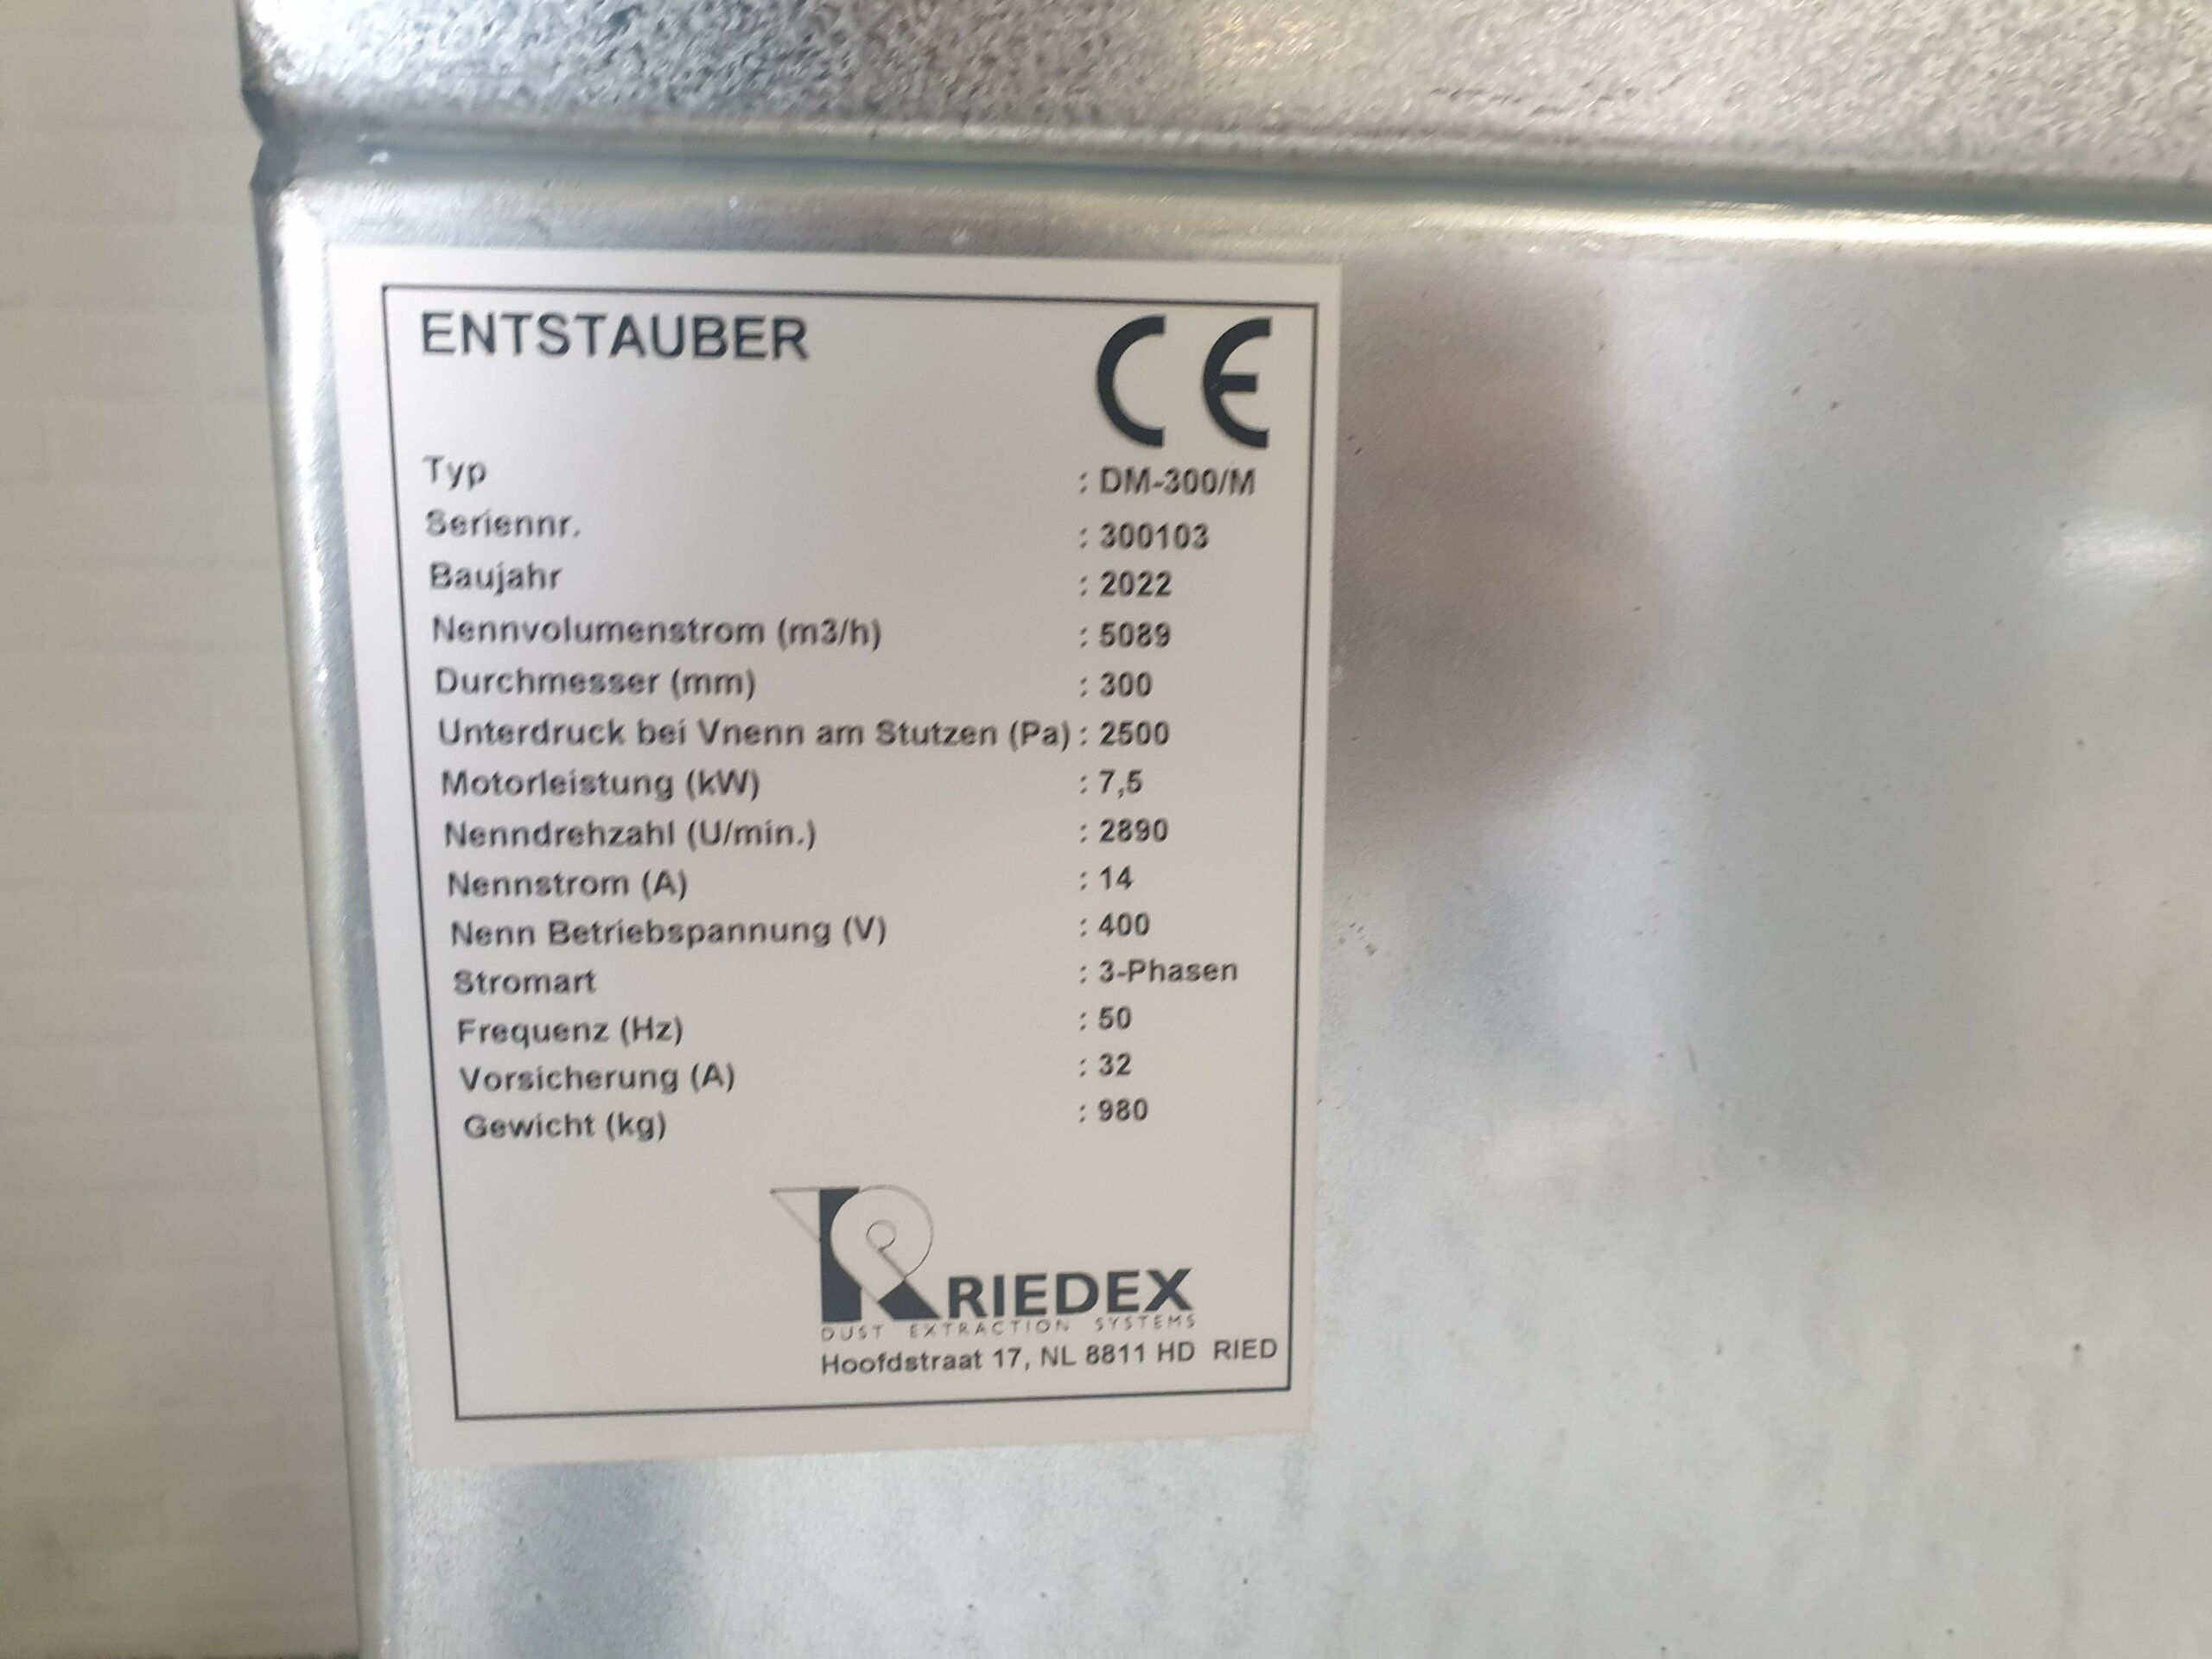 ENTSTAUBER
CE
Typ : DM-300/M
Seriennr. : 300103
Baujahr : 2022
Nennvolumenstrom (m3/h) : 5089
Durchmesser (mm) : 300
Unterdruck bei Vnenn am Stutzen (Pa) : 2500
Motorleistung (kW) : 7,5
Nenndrehzahl (U/min.) : 2890
Nennstrom (A) : 14
Nenn Betriebspannung (V) : 400
Stromart : 3-Phasen
Frequenz (Hz) : 50
Vorsicherung (A) : 32
Gewicht (kg) : 980
RIEDEX
DUST EXTRACTION SYSTEMS
Hoofdstraat 17, NL 8811 HD RIED